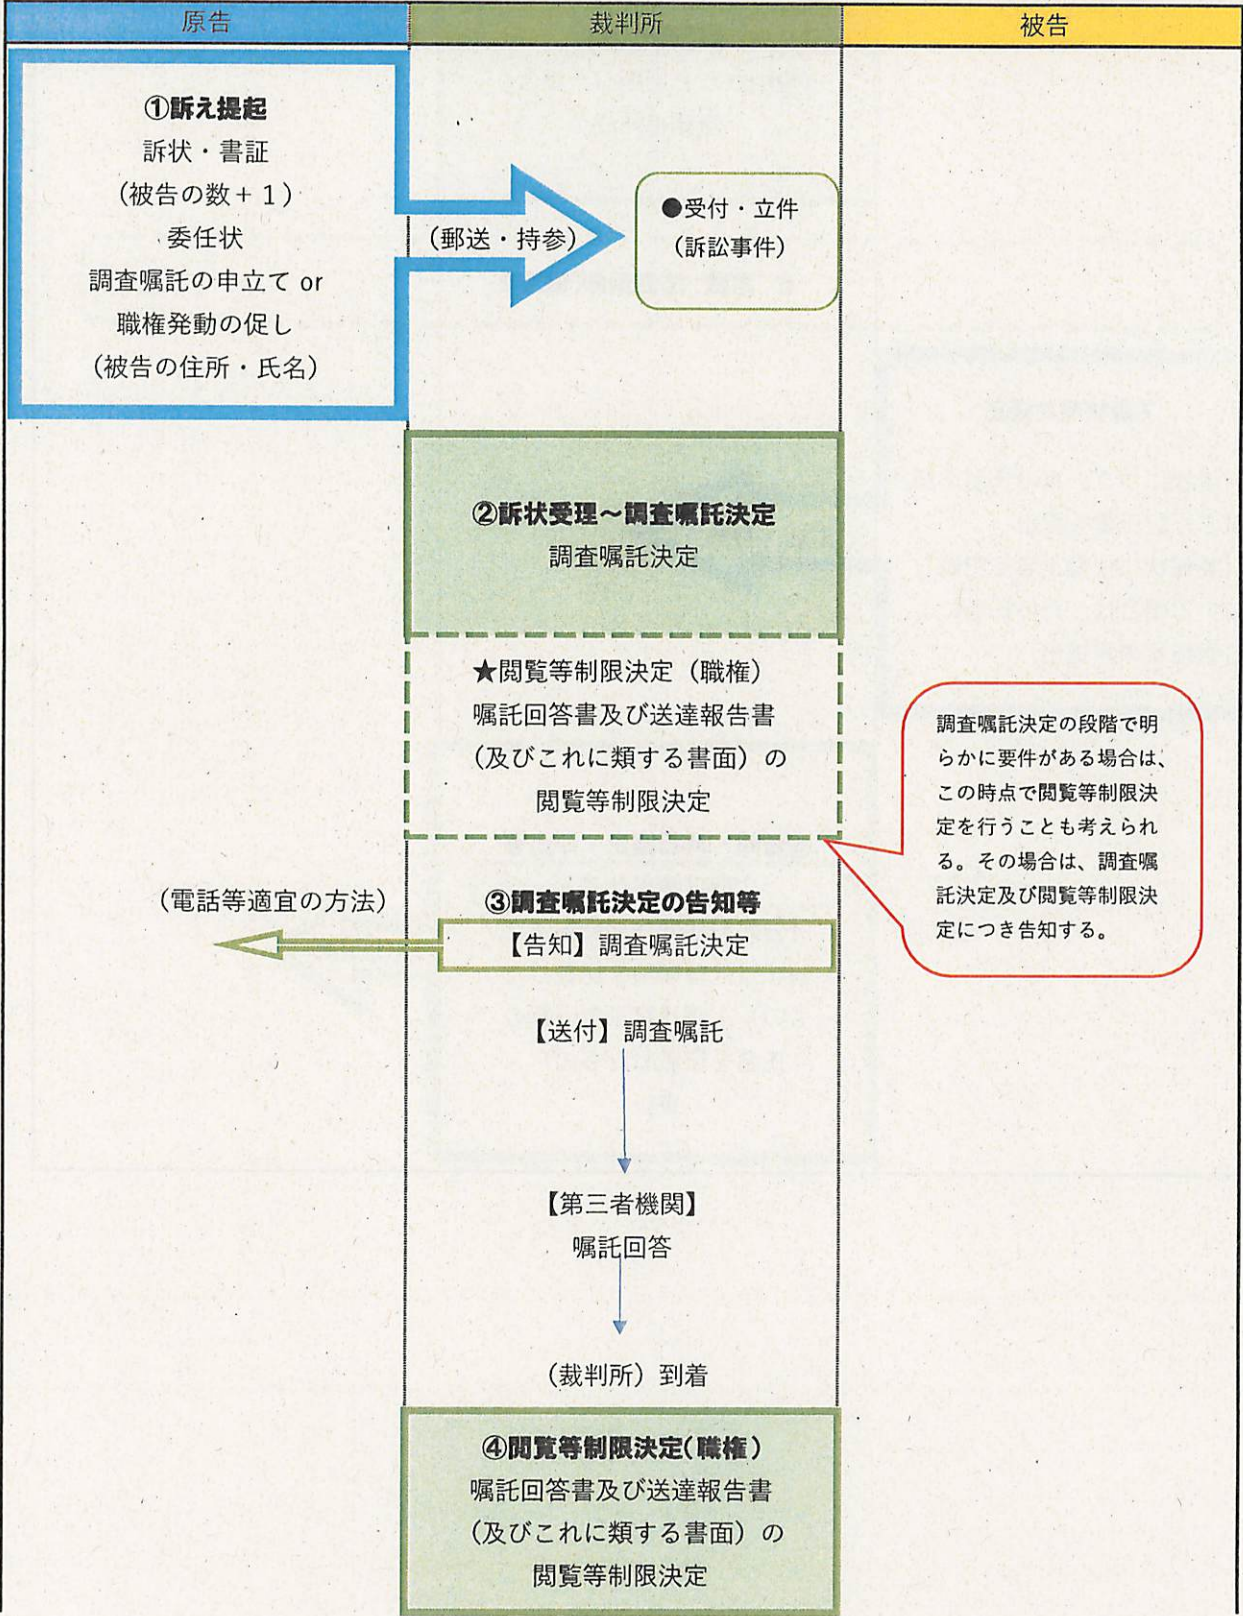 原告
裁判所
被告
①訴え提起
訴状・書証
(被告の数+1)
委任状
調査嘱託の申立て or
職権発動の促し
(被告の住所・氏名)
(郵送・持参)
●受付・立件
(訴訟事件)
②訴状受理~調査嘱託決定
調査嘱託決定
★閲覧等制限決定(職権)
嘱託回答書及び送達報告書
(及びこれに類する書面)の
閲覧等制限決定
調査嘱託決定の段階で明
らかに要件がある場合は、
この時点で閲覧等制限決
定を行うことも考えられ
る。その場合は、調査嘱
託決定及び閲覧等制限決
定につき告知する。
(電話等適宜の方法)
③調査嘱託決定の告知等
【告知】調査嘱託決定
【送付】調査嘱託
【第三者機関】
嘱託回答
(裁判所)到着
④閲覧等制限決定(職権)
嘱託回答書及び送達報告書
(及びこれに類する書面)の
閲覧等制限決定